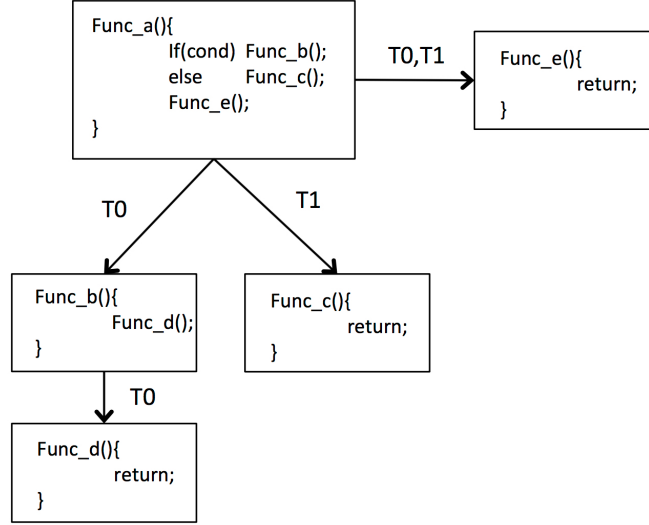 Func_a(){
If(cond) Func_b();
else Func_c();
Func_e();
}
T0,T1
Func_e(){
return;
}
T0
T1
Func_b(){
Func_d();
}
Func_c(){
return;
}
T0
Func_d(){
return;
}